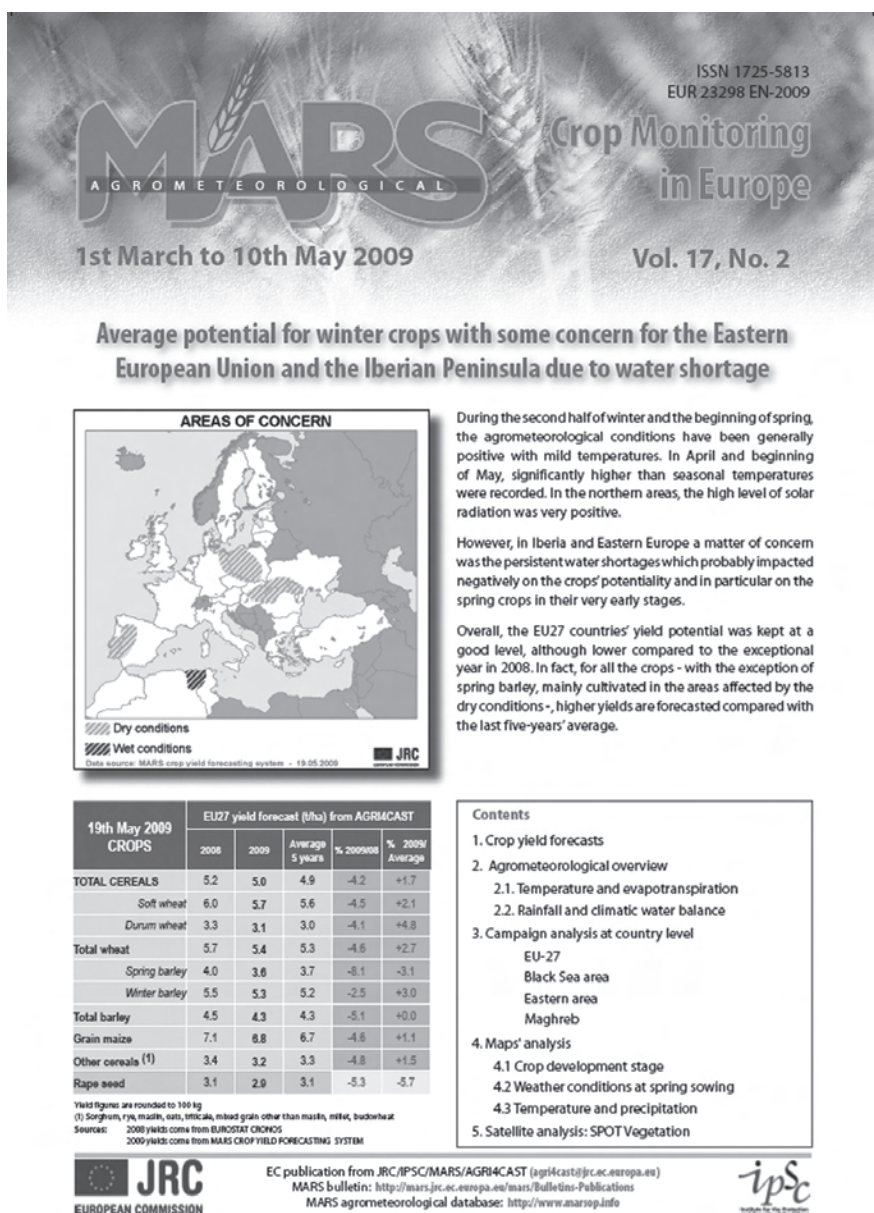 ISSN 1725-5813
EUR 23298 EN-2009
MARS
AGROMETEOROLOGICAL
Crop Monitoring
in Europe
1st March to 10th May 2009
Vol. 17, No. 2
Average potential for winter crops with some concern for the Eastern
European Union and the Iberian Peninsula due to water shortage
AREAS OF CONCERN
Dry conditions
Wet conditions
Data source: MARS crop yield forecasting system - 19.05.2009
JRC
EUROPEAN COMMISSION
During the second half of winter and the beginning of spring,
the agrometeorological conditions have been generally
positive with mild temperatures. In April and beginning
of May, significantly higher than seasonal temperatures
were recorded. In the northern areas, the high level of solar
radiation was very positive.
However, in Iberia and Eastern Europe a matter of concern
was the persistent water shortages which probably impacted
negatively on the crops' potentiality and in particular on the
spring crops in their very early stages.
Overall, the EU27 countries' yield potential was kept at a
good level, although lower compared to the exceptional
year in 2008. In fact, for all the crops - with the exception of
spring barley, mainly cultivated in the areas affected by the
dry conditions -, higher yields are forecasted compared with
the last five-years' average.
19th May 2009
CROPS
EU27 yield forecast (t/ha) from AGRI4CAST
2008 2009 Average 5 years % 2009/08 % 2009/ Average
TOTAL CEREALS 5.2 5.0 4.9 -4.2 +1.7
Soft wheat 6.0 5.7 5.6 -4.5 +2.1
Durum wheat 3.3 3.1 3.0 -4.1 +4.8
Total wheat 5.7 5.4 5.3 -4.6 +2.7
Spring barley 4.0 3.6 3.7 -8.1 -3.1
Winter barley 5.5 5.3 5.2 -2.5 +3.0
Total barley 4.5 4.3 4.3 -5.1 +0.0
Grain maize 7.1 6.8 6.7 -4.6 +1.1
Other cereals (1) 3.4 3.2 3.3 -4.8 +1.5
Rape seed 3.1 2.9 3.1 -5.3 -5.7
Yield figures are rounded to 100 kg
(1) Sorghum, rye, maslin, oats, triticale, mixed grain other than maslin, millet, buckwheat
Sources: 2008 yields come from EUROSTAT CRONOS
2009 yields come from MARS CROP YIELD FORECASTING SYSTEM
Contents
1. Crop yield forecasts
2. Agrometeorological overview
2.1. Temperature and evapotranspiration
2.2. Rainfall and climatic water balance
3. Campaign analysis at country level
EU-27
Black Sea area
Eastern area
Maghreb
4. Maps' analysis
4.1 Crop development stage
4.2 Weather conditions at spring sowing
4.3 Temperature and precipitation
5. Satellite analysis: SPOT Vegetation
JRC
EUROPEAN COMMISSION
EC publication from JRC/IPSC/MARS/AGRI4CAST (agri4cast@jrc.ec.europa.eu)
MARS bulletin: http://mars.jrc.ec.europa.eu/mars/Bulletins-Publications
MARS agrometeorological database: http://www.marsop.info
ipsc